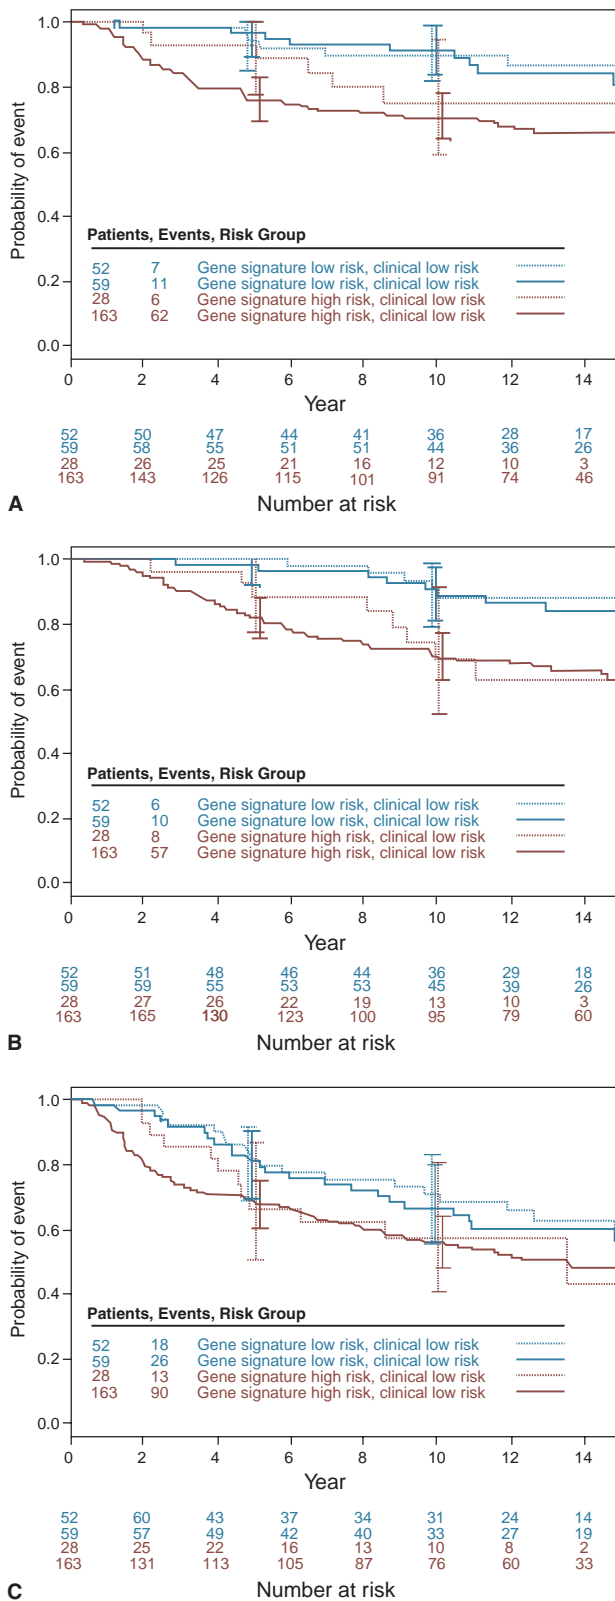 1.0
0.8
0.6
0.4
0.2
0.0
Probability of event
Patients, Events, Risk Group
52 7 Gene signature low risk, clinical low risk
59 11 Gene signature low risk, clinical low risk
28 6 Gene signature high risk, clinical low risk
163 62 Gene signature high risk, clinical low risk
0 2 4 6 8 10 12 14
Year
52 50 47 44 41 36 28 17
59 58 55 51 51 44 36 26
28 26 25 21 16 12 10 3
163 143 126 115 101 91 74 46
A Number at risk
1.0
0.8
0.6
0.4
0.2
0.0
Probability of event
Patients, Events, Risk Group
52 6 Gene signature low risk, clinical low risk
59 10 Gene signature low risk, clinical low risk
28 8 Gene signature high risk, clinical low risk
163 57 Gene signature high risk, clinical low risk
0 2 4 6 8 10 12 14
Year
52 51 48 46 44 36 29 18
59 59 55 53 53 45 39 26
28 27 26 22 19 13 10 3
163 165 130 123 100 95 79 60
B Number at risk
1.0
0.8
0.6
0.4
0.2
0.0
Probability of event
Patients, Events, Risk Group
52 18 Gene signature low risk, clinical low risk
59 26 Gene signature low risk, clinical low risk
28 13 Gene signature high risk, clinical low risk
163 90 Gene signature high risk, clinical low risk
0 2 4 6 8 10 12 14
Year
52 60 43 37 34 31 24 14
59 57 49 42 40 33 27 19
28 25 22 16 13 10 8 2
163 131 113 105 87 76 60 33
C Number at risk